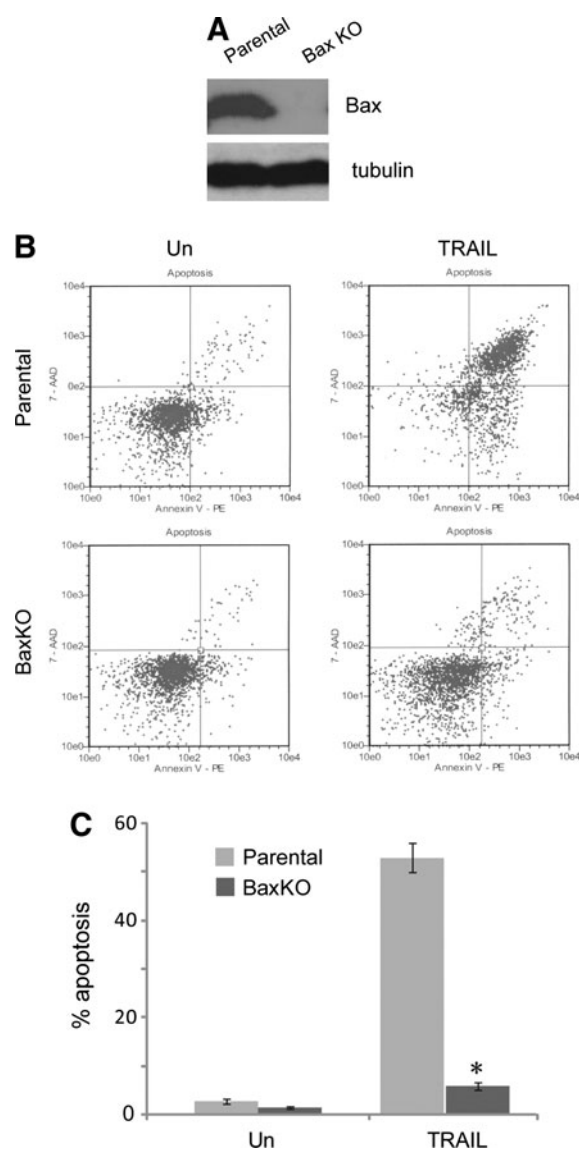 A
Parental Bax KO
Bax
tubulin
B
Un TRAIL
Parental
Apoptosis
10e4
10e3
0e2
10e1
10e0
7 - AAD
10e0 10e1 10e2 10e3 10e4
Annexin V - PE
Apoptosis
10e4
10e3
10e2
10e1
10e0
7 - AAD
10e0 10e1 10e2 10e3 10e4
Annexin V - PE
BaxKO
Apoptosis
10e4
10e3
10e2
10e1
10e0
7 - AAD
10e0 10e1 10e2 10e3 10e4
Annexin V - PE
Apoptosis
10e4
10e3
10e2
10e1
10e0
7 - AAD
10e0 10e1 10e2 10e3 10e4
Annexin V - PE
C
60
40
20
0
% apoptosis
Parental
BaxKO
*
Un TRAIL